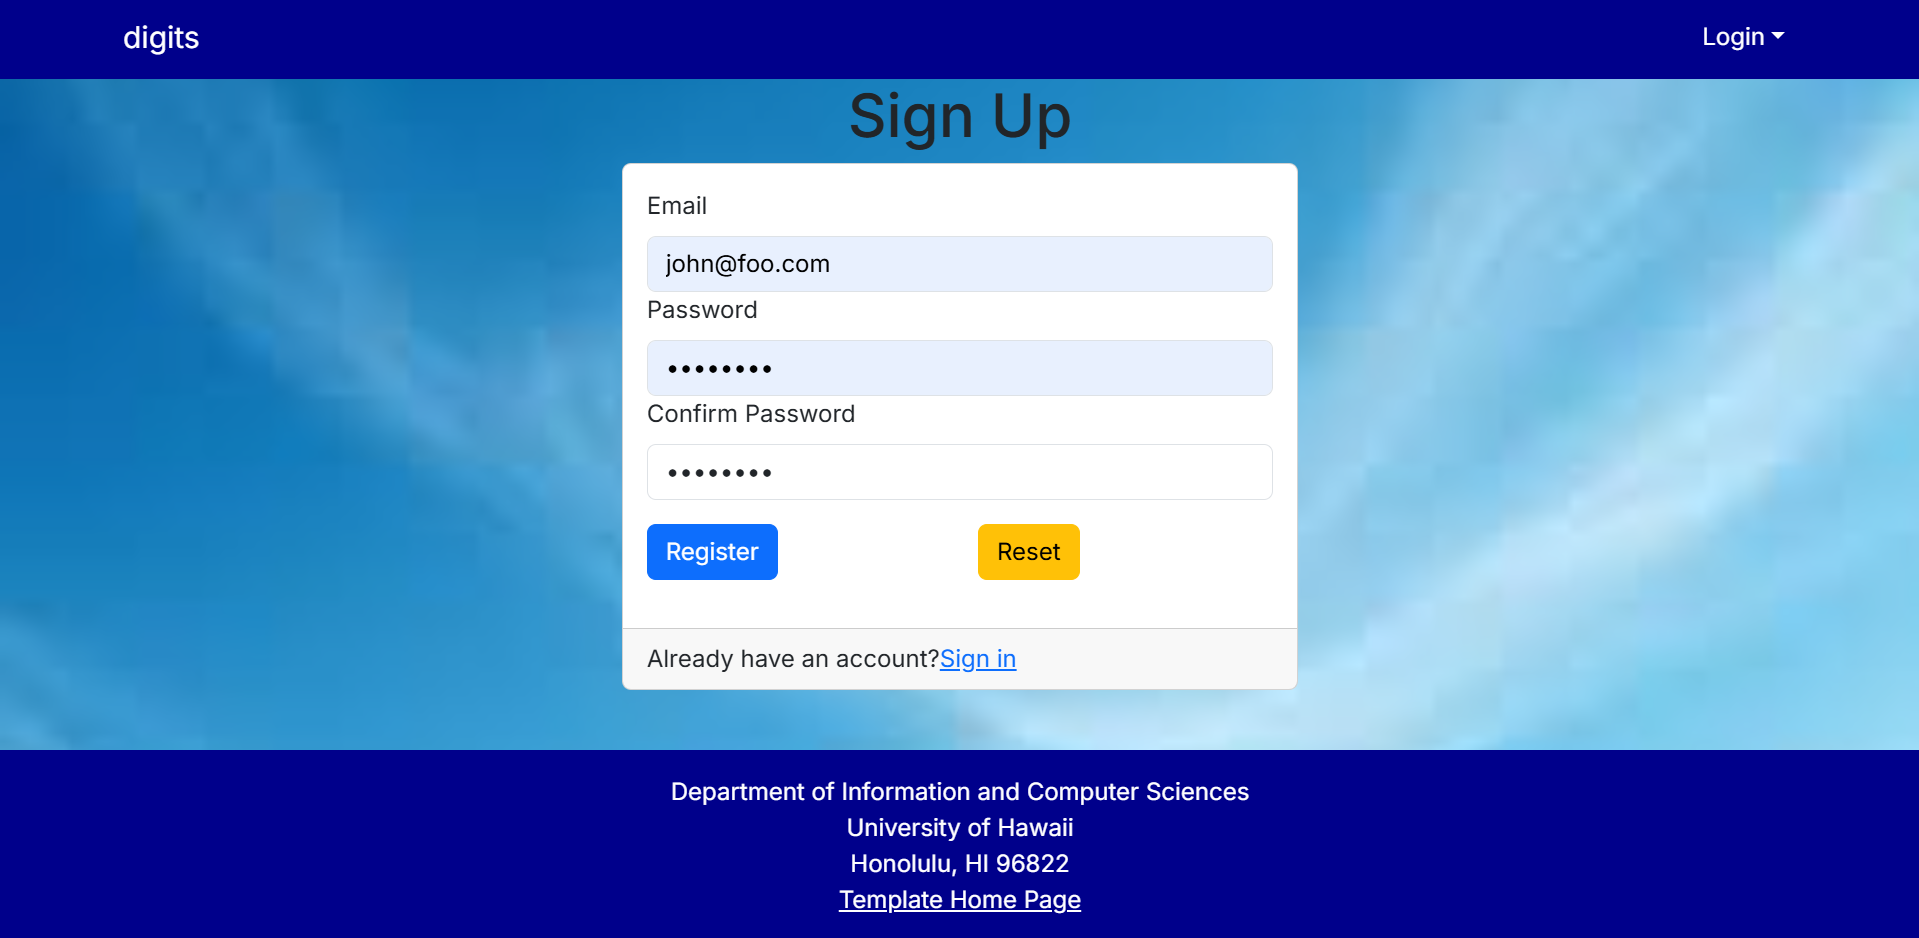 digits
Login
Sign Up
Email
john@foo.com
Password
••••••••
Confirm Password
••••••••
Register
Reset
Already have an account?Sign in
Department of Information and Computer Sciences
University of Hawaii
Honolulu, HI 96822
Template Home Page